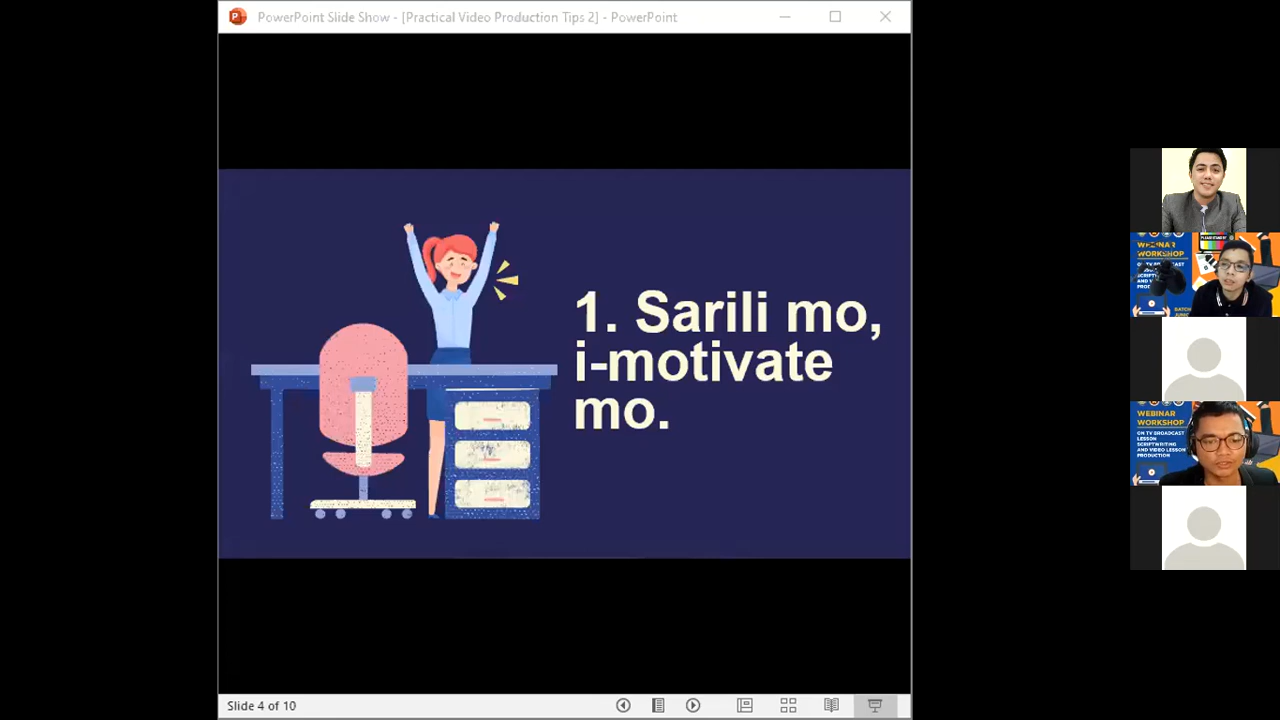 PowerPoint Slide Show - [Practical Video Production Tips 2] - PowerPoint
1. Sarili mo,
i-motivate
mo.
Slide 4 of 10
WEBINAR
WORKSHOP
WEBINAR
WORKSHOP
ON TV BROADCAST
LESSON
SCRIPTWRITING
AND VIDEO LESSON
PRODUCTION